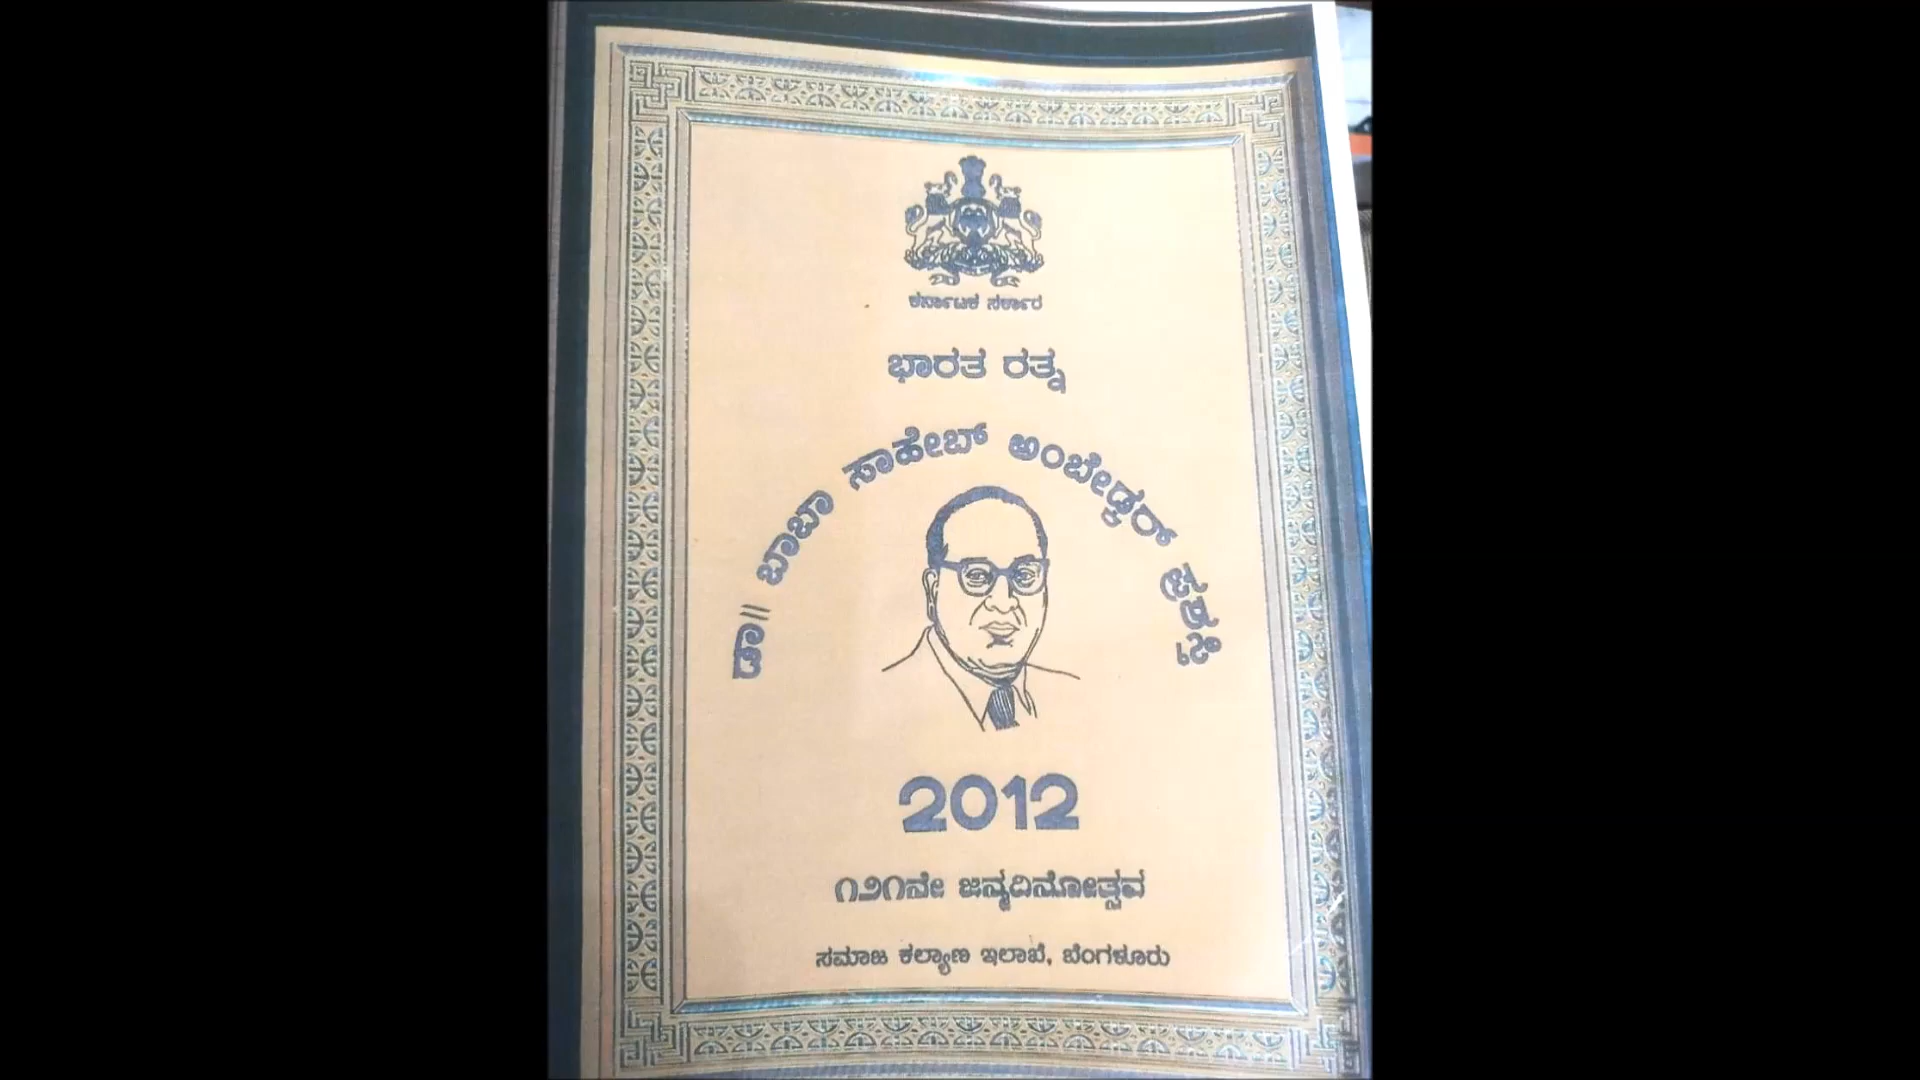 ಕರ್ನಾಟಕ ಸರ್ಕಾರ
ಭಾರತ ರತ್ನ
ಡಾ|| ಬಾಬಾ ಸಾಹೇಬ್ ಅಂಬೇಡ್ಕರ್ ಪ್ರಶಸ್ತಿ
2012
೧೨೧ನೇ ಜನ್ಮದಿನೋತ್ಸವ
ಸಮಾಜ ಕಲ್ಯಾಣ ಇಲಾಖೆ, ಬೆಂಗಳೂರು